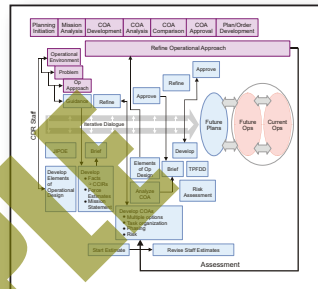 Planning Initiation
Mission Analysis
COA Development
COA Analysis
COA Comparison
COA Approval
Plan/Order Development
Refine Operational Approach
Operational Environment
Problem
Op Approach
Guidance
Refine
Approve
Refine
Approve
CDR
Staff
Iterative Dialogue
Future Plans
Future Ops
Current Ops
JIPOE
Brief
Develop
Elements of Op Design
Brief
TPFDD
Develop Elements of Operational Design
Develop
• Facts
• CCIRs
• Force Estimates
• Mission Statement
Analyze COA
Risk Assessment
Develop COAs
• Multiple options
• Task organization
• Phasing
• Risk
Start Estimate
Revise Staff Estimates
Assessment